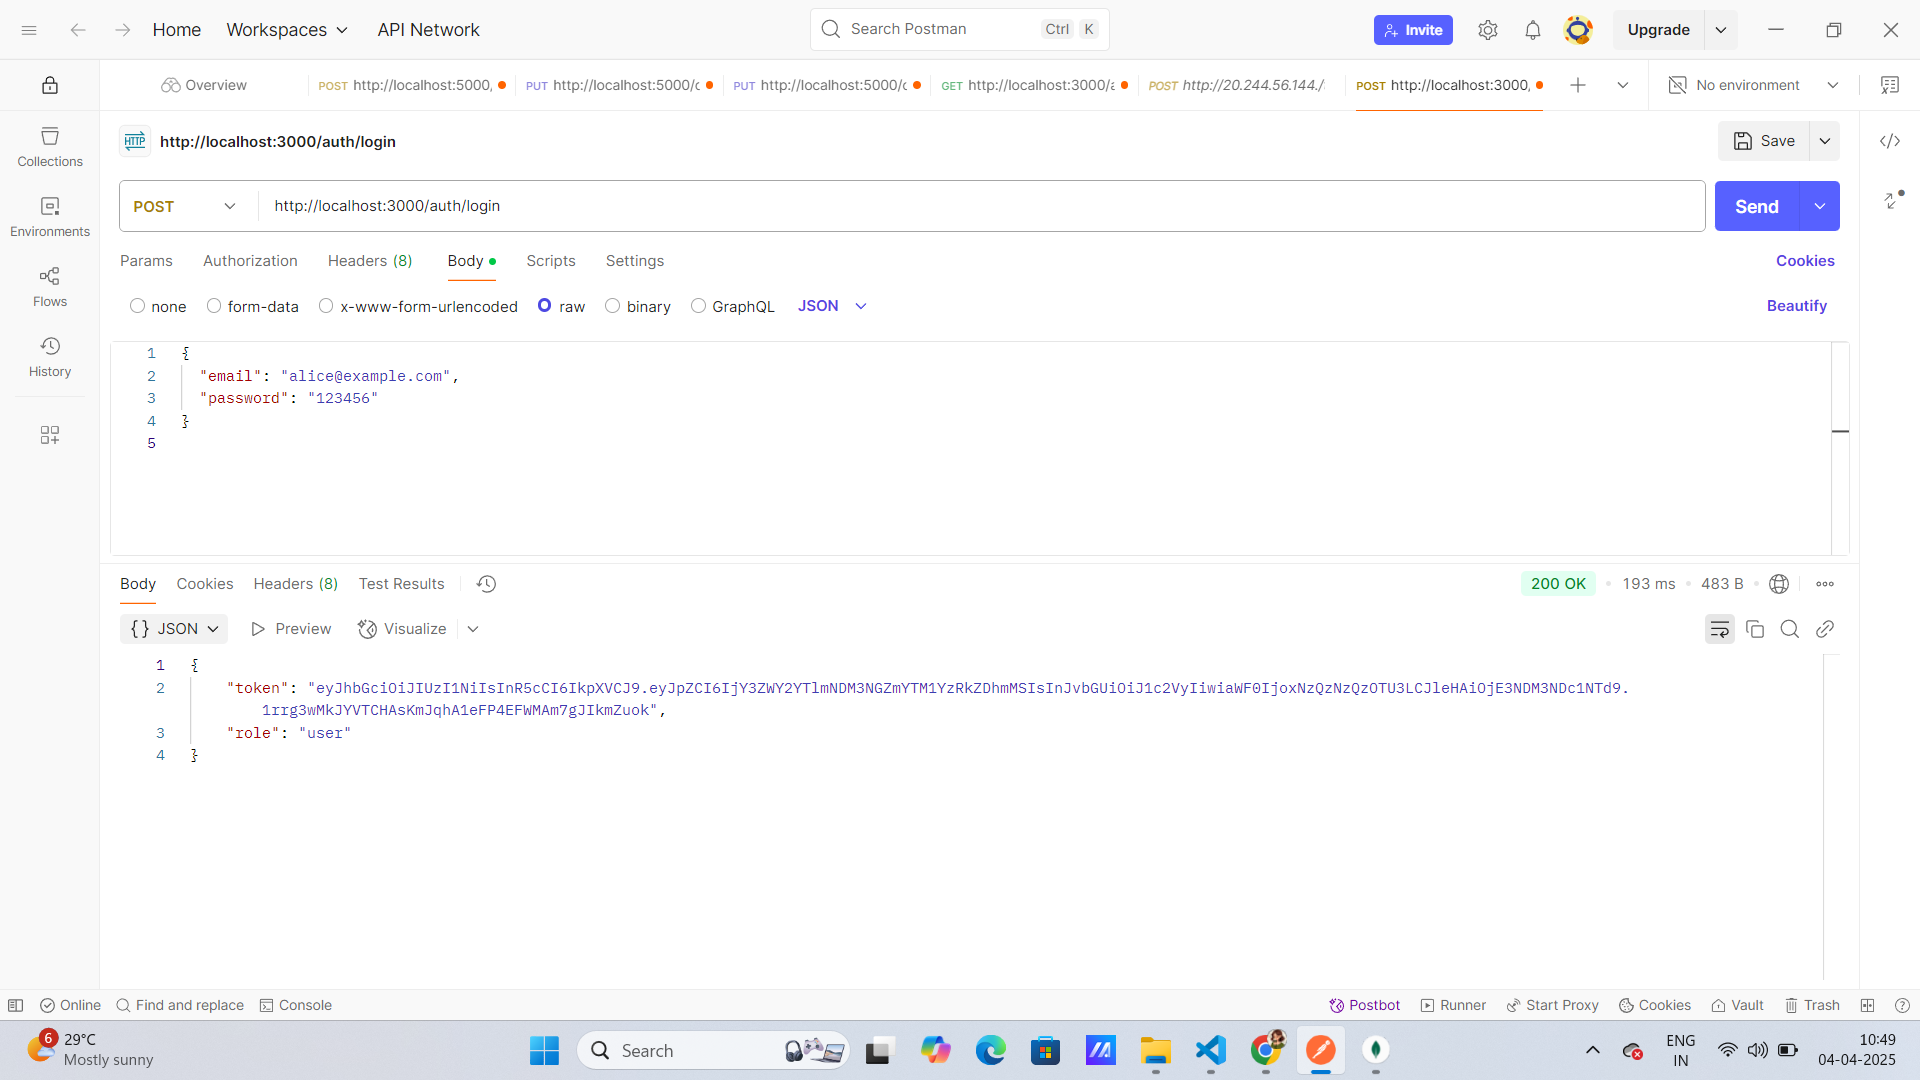 Home Workspaces API Network Search Postman Ctrl K Invite Upgrade
Overview POST http://localhost:5000, PUT http://localhost:5000/c PUT http://localhost:5000/c GET http://localhost:3000/a POST http://20.244.56.144./ POST http://localhost:3000, No environment
HTTP http://localhost:3000/auth/login Save
Collections
Environments
Flows
History
POST http://localhost:3000/auth/login Send
Params Authorization Headers (8) Body Scripts Settings Cookies
none form-data x-www-form-urlencoded raw binary GraphQL JSON Beautify
1 {
2 "email": "alice@example.com",
3 "password": "123456"
4 }
5
Body Cookies Headers (8) Test Results 200 OK 193 ms 483 B
{} JSON Preview Visualize
1 {
2 "token": "eyJhbGciOiJIUzI1NiIsInR5cCI6IkpXVCJ9.eyJpZCI6IjY3ZWY2YTlmNDM3NGZmYTM1YzRkZDhmMSIsInJvbGUiOiJ1c2VyIiwiaWF0IjoxNzQzNzQzOTU3LCJleHAiOjE3NDM3NDc1NTd9.
1rrg3wMkJYVTCHAsKmJqhA1eFP4EFWMAm7gJIkmZuok",
3 "role": "user"
4 }
Online Find and replace Console Postbot Runner Start Proxy Cookies Vault Trash
6 29°C
Mostly sunny
Search
ENG
IN
10:49
04-04-2025